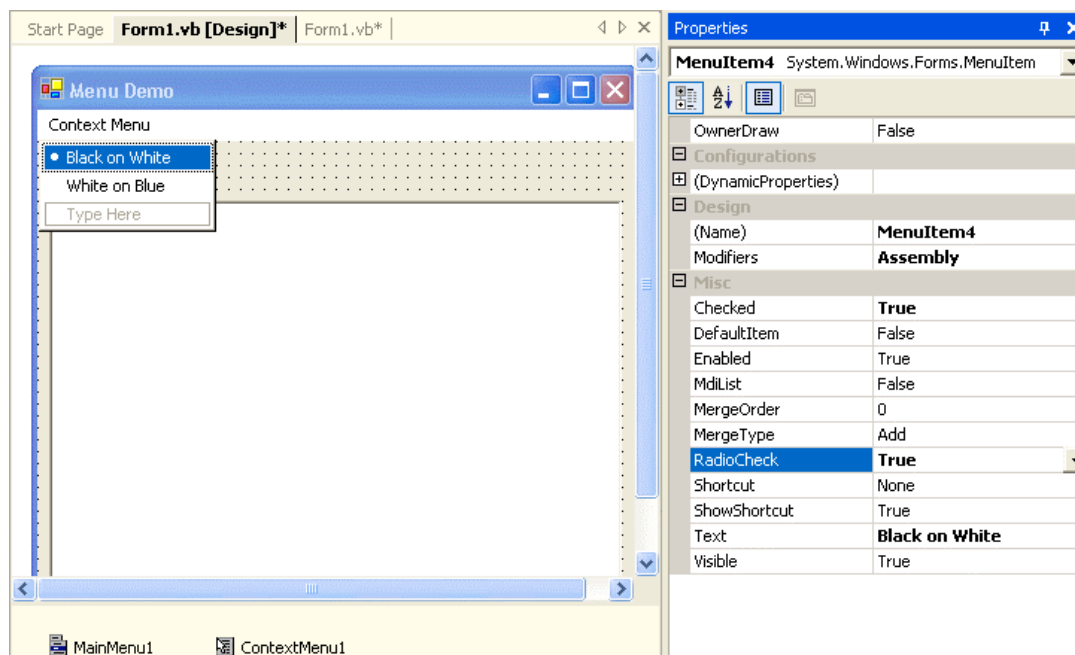 Start Page Form1.vb [Design]* Form1.vb*
Menu Demo
Context Menu
Black on White
White on Blue
Type Here
MainMenu1 ContextMenu1
Properties
MenuItem4 System.Windows.Forms.MenuItem
OwnerDraw False
Configurations
(DynamicProperties)
Design
(Name) MenuItem4
Modifiers Assembly
Misc
Checked True
DefaultItem False
Enabled True
MdiList False
MergeOrder 0
MergeType Add
RadioCheck True
Shortcut None
ShowShortcut True
Text Black on White
Visible True